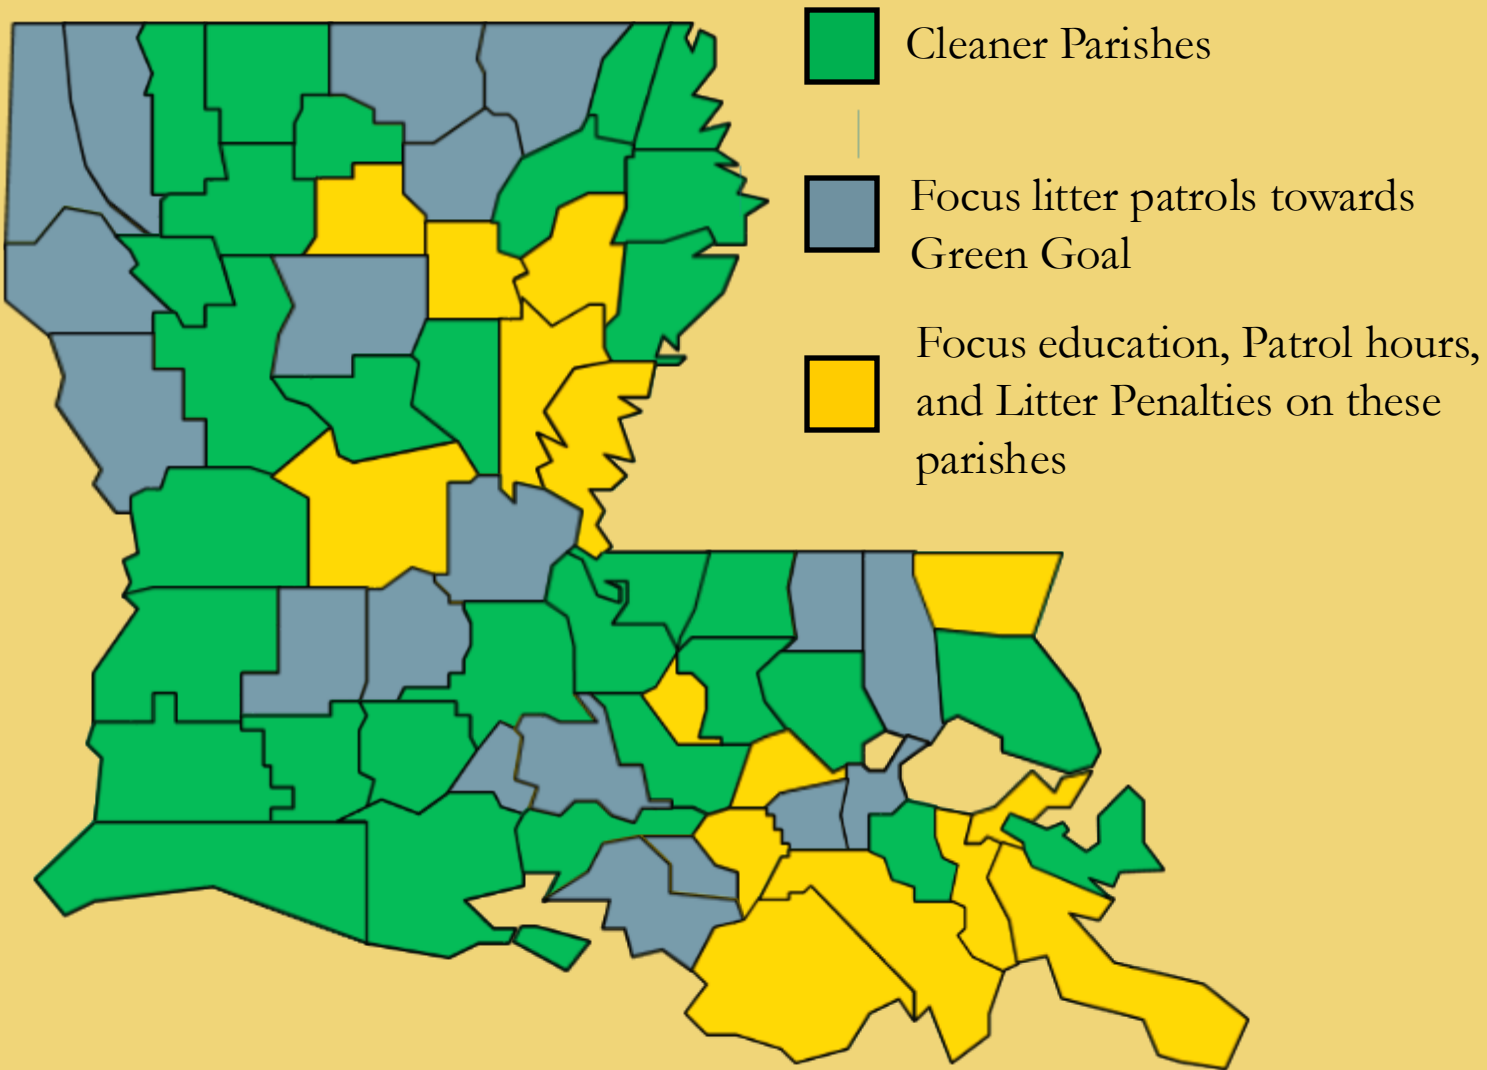 Cleaner Parishes
Focus litter patrols towards
Green Goal
Focus education, Patrol hours,
and Litter Penalties on these
parishes